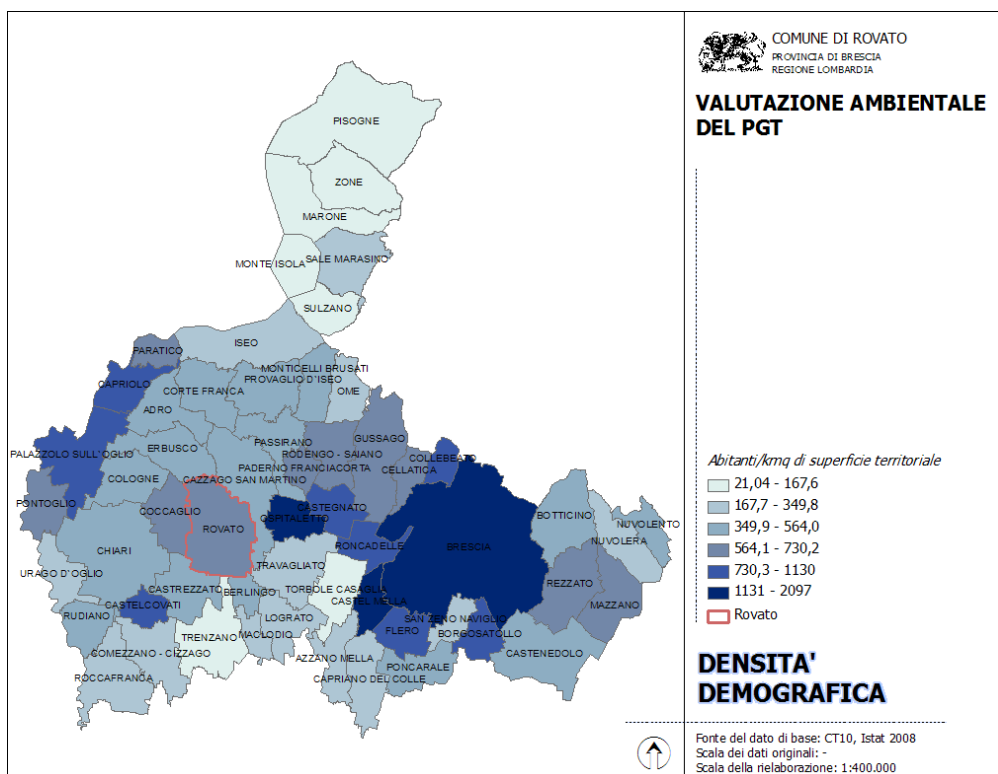 COMUNE DI ROVATO
PROVINCIA DI BRESCIA
REGIONE LOMBARDIA
VALUTAZIONE AMBIENTALE
DEL PGT
PISOGNE
ZONE
MARONE
MONTE ISOLA
SALE MARASINO
SULZANO
ISEO
PARATICO
MONTICELLI BRUSATI
PROVAGLIO D'ISEO
CAPRIOLO
CORTE FRANCA
OME
ADRO
GUSSAGO
PASSIRANO
ERBUSCO
RODENGO - SAIANO
PALAZZOLO SULL'OGLIO
COLLEBEATO
PADERNO FRANCIACORTA
CELLATICA
COLOGNE
CAZZAGO SAN MARTINO
PONTOGLIO
CASTEGNATO
COCCAGLIO
OSPITALETTO
BOTTICINO
NUVOLENTO
ROVATO
NUVOLERA
RONCADELLE
BRESCIA
CHIARI
TRAVAGLIATO
URAGO D'OGLIO
REZZATO
CASTREZZATO
TORBOLE CASAGLIA
BERLINGO
CASTEL MELLA
MAZZANO
CASTELCOVATI
RUDIANO
LOGRATO
SAN ZENO NAVIGLIO
FLERO
BORGOSATOLLO
TRENZANO
MACLODIO
COMEZZANO - CIZZAGO
CASTENEDOLO
AZZANO MELLA
PONCARALE
ROCCAFRANCA
CAPRIANO DEL COLLE
Abitanti/kmq di superficie territoriale
21,04 - 167,6
167,7 - 349,8
349,9 - 564,0
564,1 - 730,2
730,3 - 1130
1131 - 2097
Rovato
DENSITA'
DEMOGRAFICA
Fonte del dato di base: CT10, Istat 2008
Scala dei dati originali: -
Scala della rielaborazione: 1:400.000